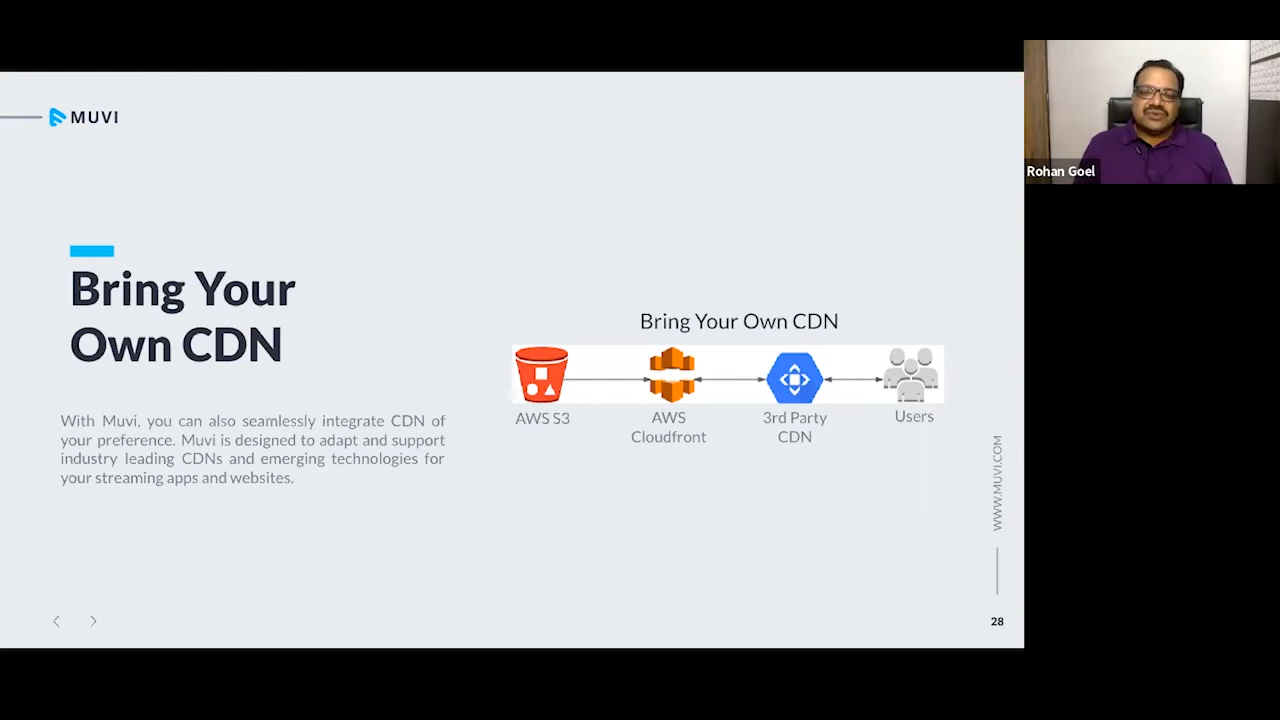 MUVI
Rohan Goel
Bring Your
Own CDN
With Muvi, you can also seamlessly integrate CDN of
your preference. Muvi is designed to adapt and support
industry leading CDNs and emerging technologies for
your streaming apps and websites.
Bring Your Own CDN
AWS S3
AWS
Cloudfront
3rd Party
CDN
Users
WWW.MUVI.COM
28